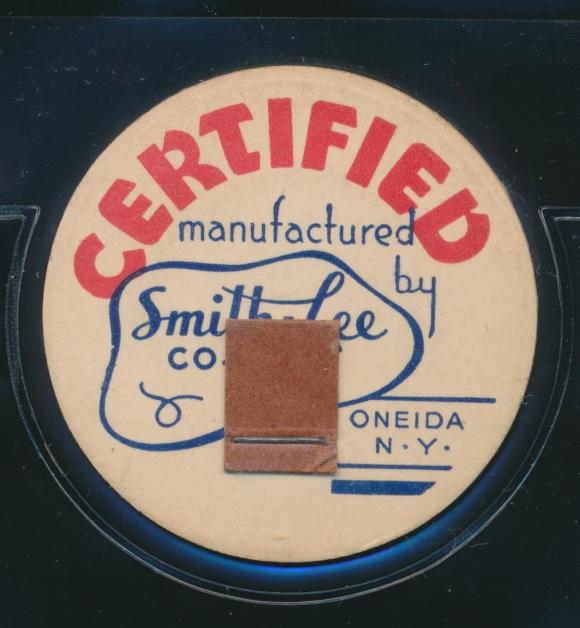 CERTIFIED
manufactured
by
Smith-Lee
CO.
ONEIDA
N·Y·